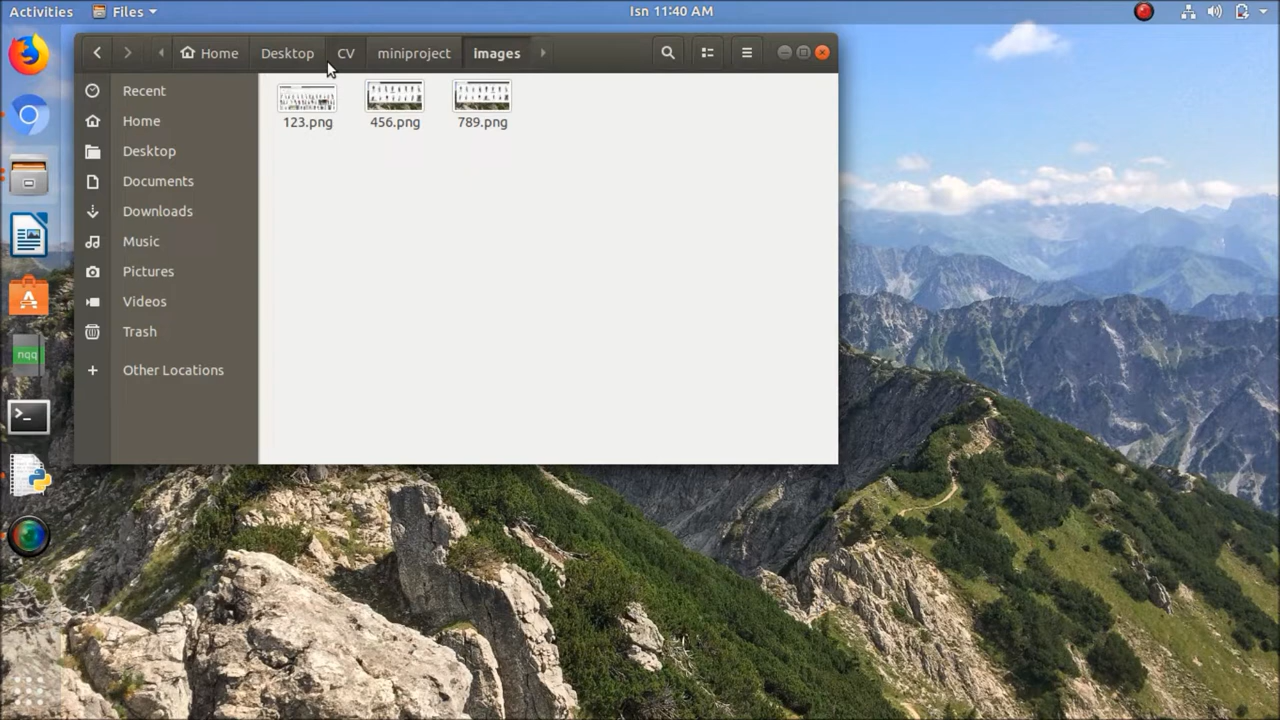 Activities Files Isn 11:40 AM
Home Desktop CV miniproject images
Recent
Home
Desktop
Documents
Downloads
Music
Pictures
Videos
Trash
Other Locations
123.png 456.png 789.png
nqq